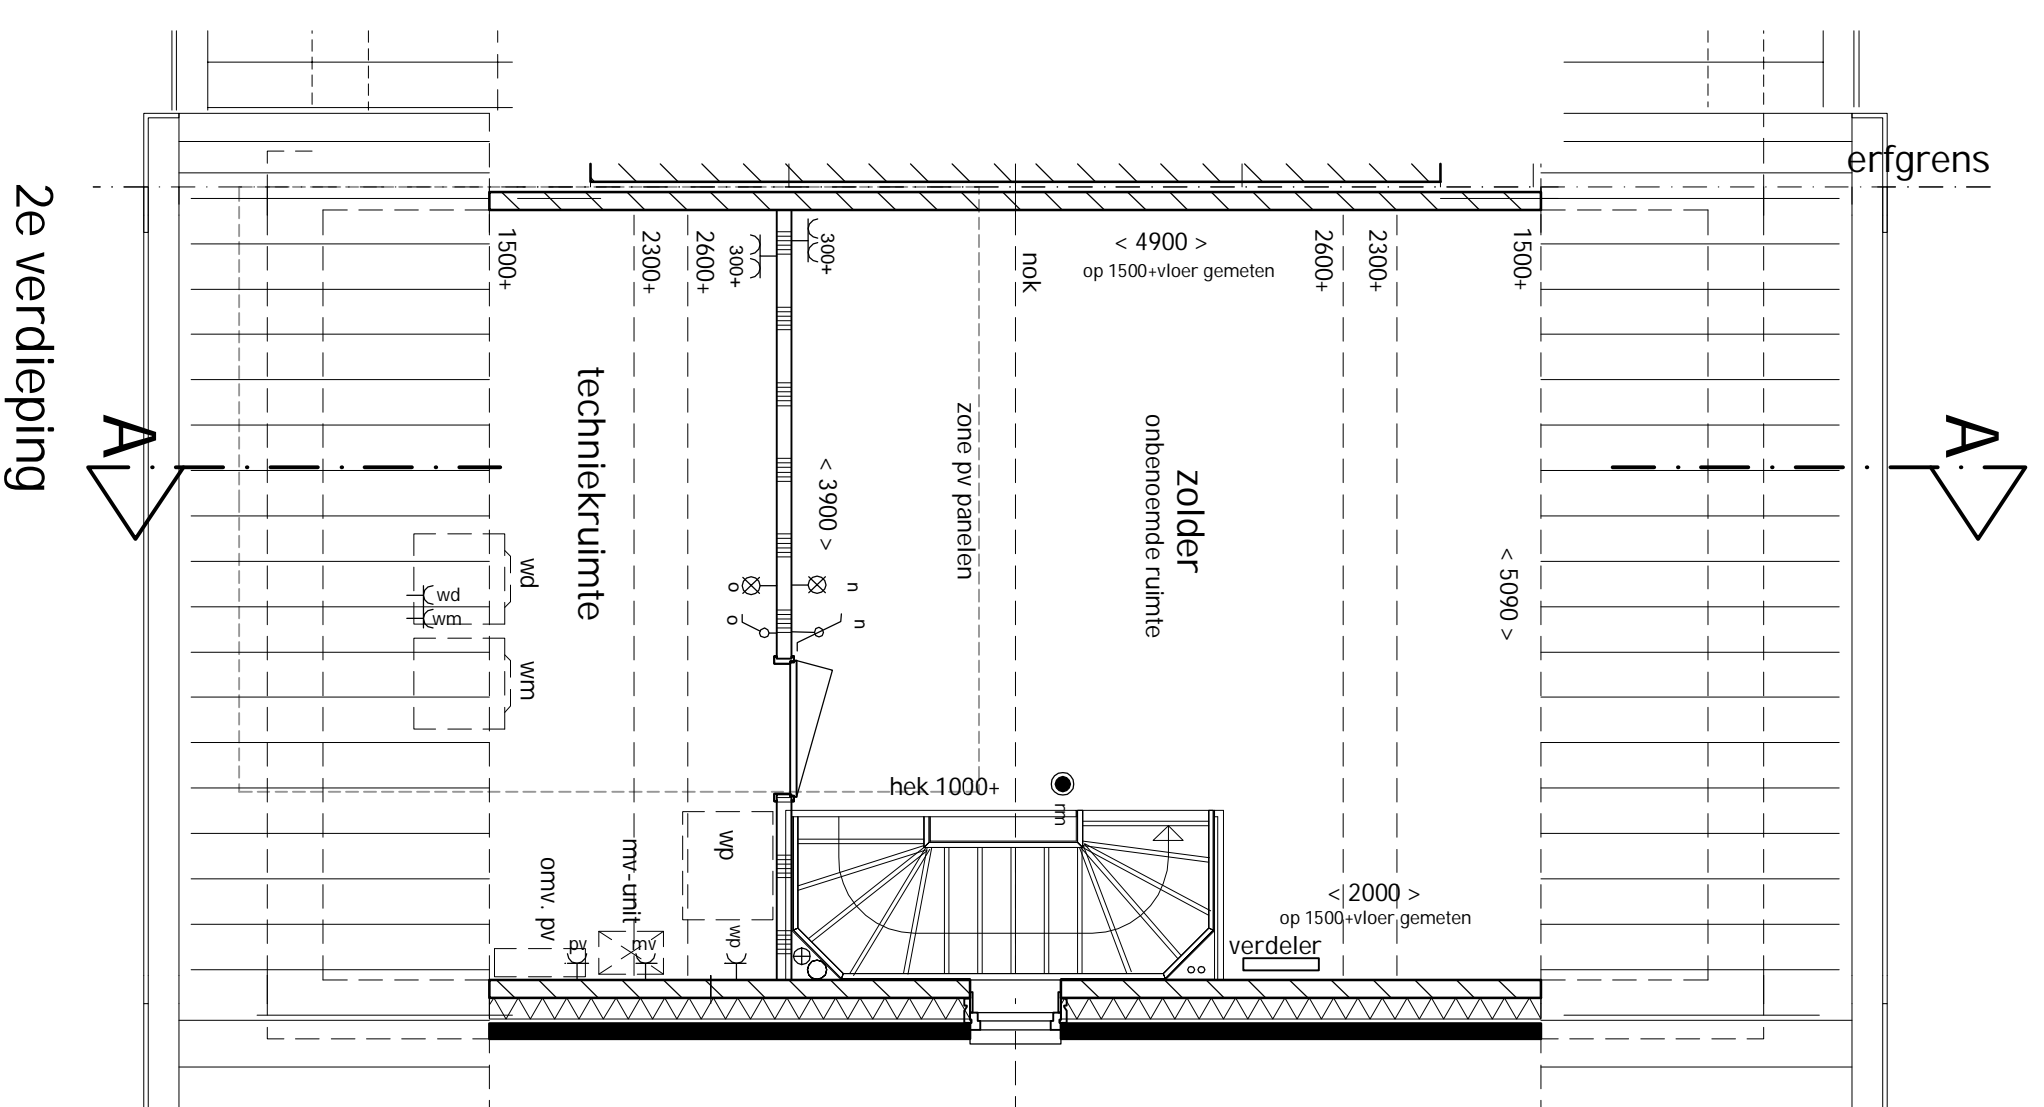 erfgrens
2e verdieping
A
A
1500+
2300+
2600+
300+
300+
nok
< 4900 >
op 1500+vloer gemeten
2600+
2300+
1500+
techniekruimte
< 3900 >
zone pv panelen
zolder
onbenoemde ruimte
< 5090 >
wd
wd
wm
wm
o
n
o
n
hek 1000+
rm
wp
mv-unit
omv. pv
pv
mv
wp
< 2000 >
op 1500+vloer gemeten
verdeler